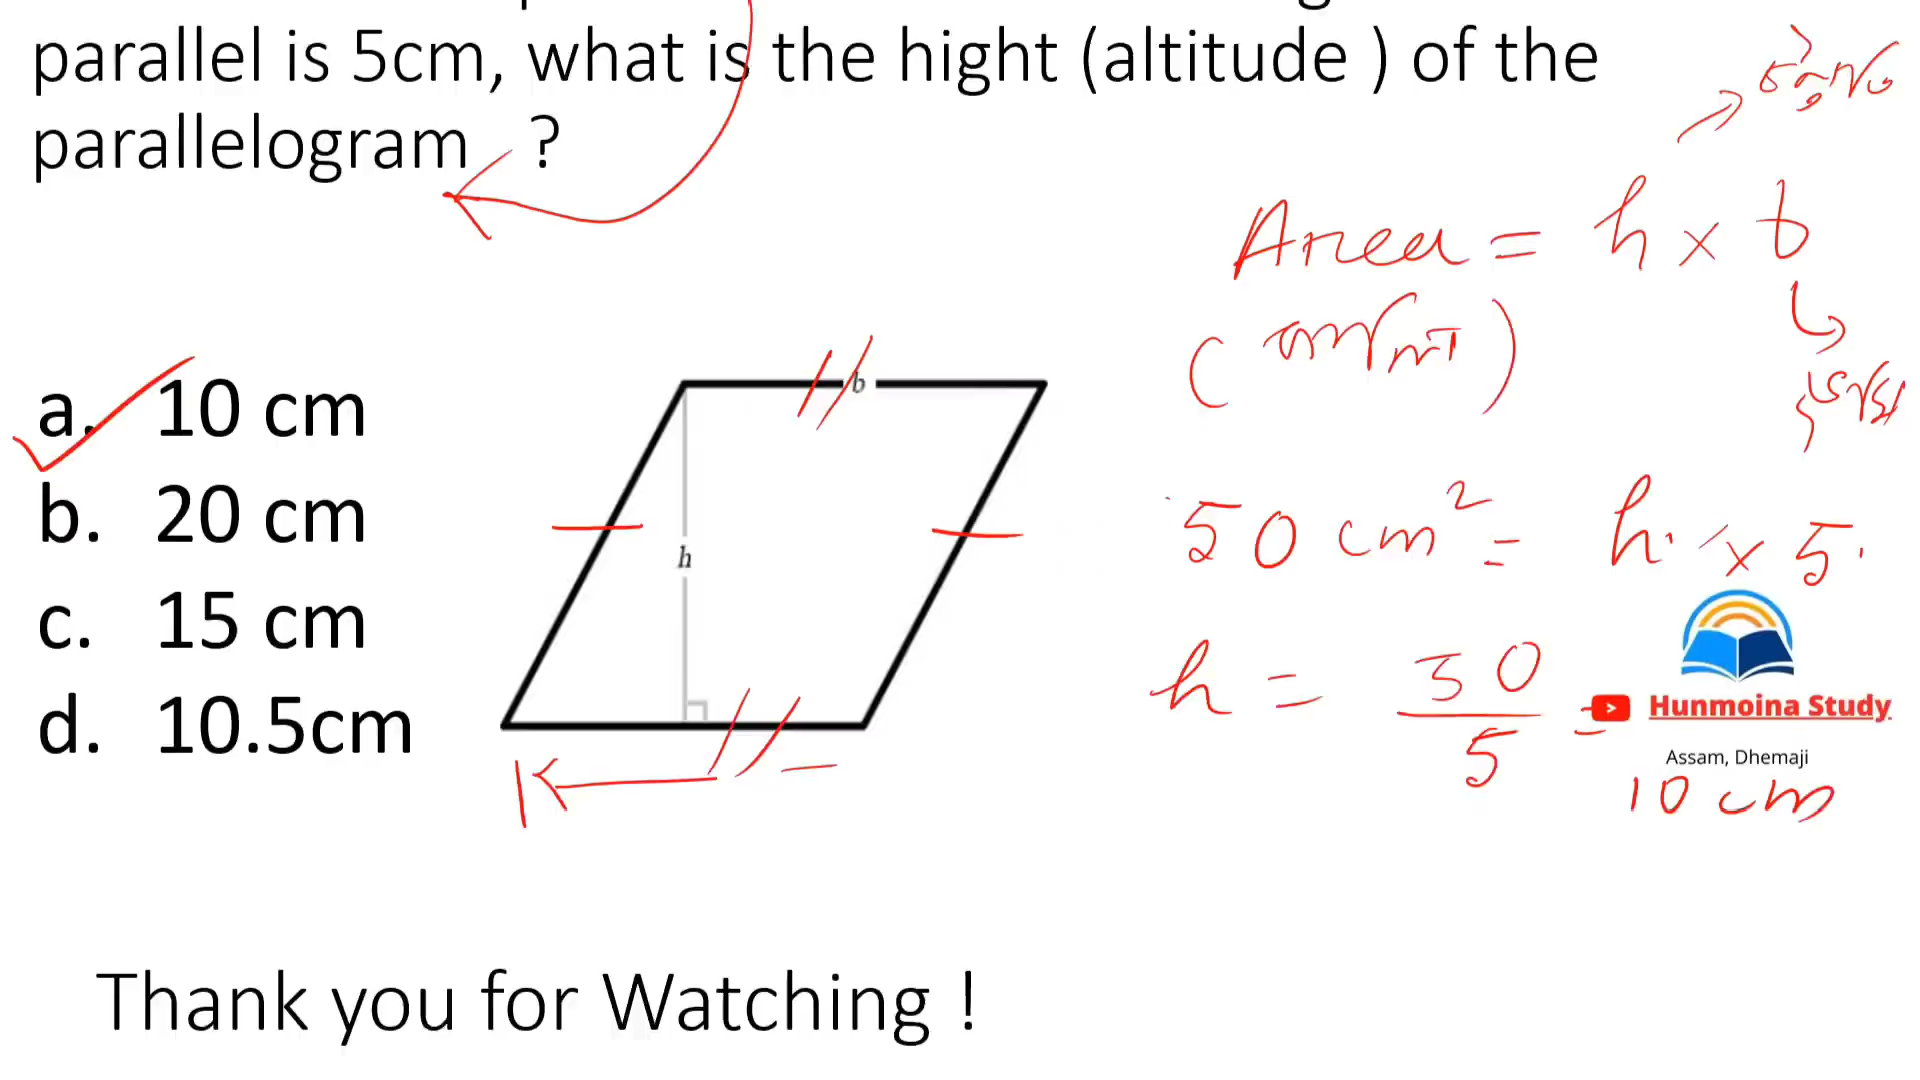 parallel is 5cm, what is the hight (altitude ) of the
parallelogram ?
Area = h × b
a. 10 cm
b. 20 cm
c. 15 cm
d. 10.5cm
b
h
50 cm² = h × 5
h = 50/5 =
10 cm
Hunmoina Study
Assam, Dhemaji
Thank you for Watching !